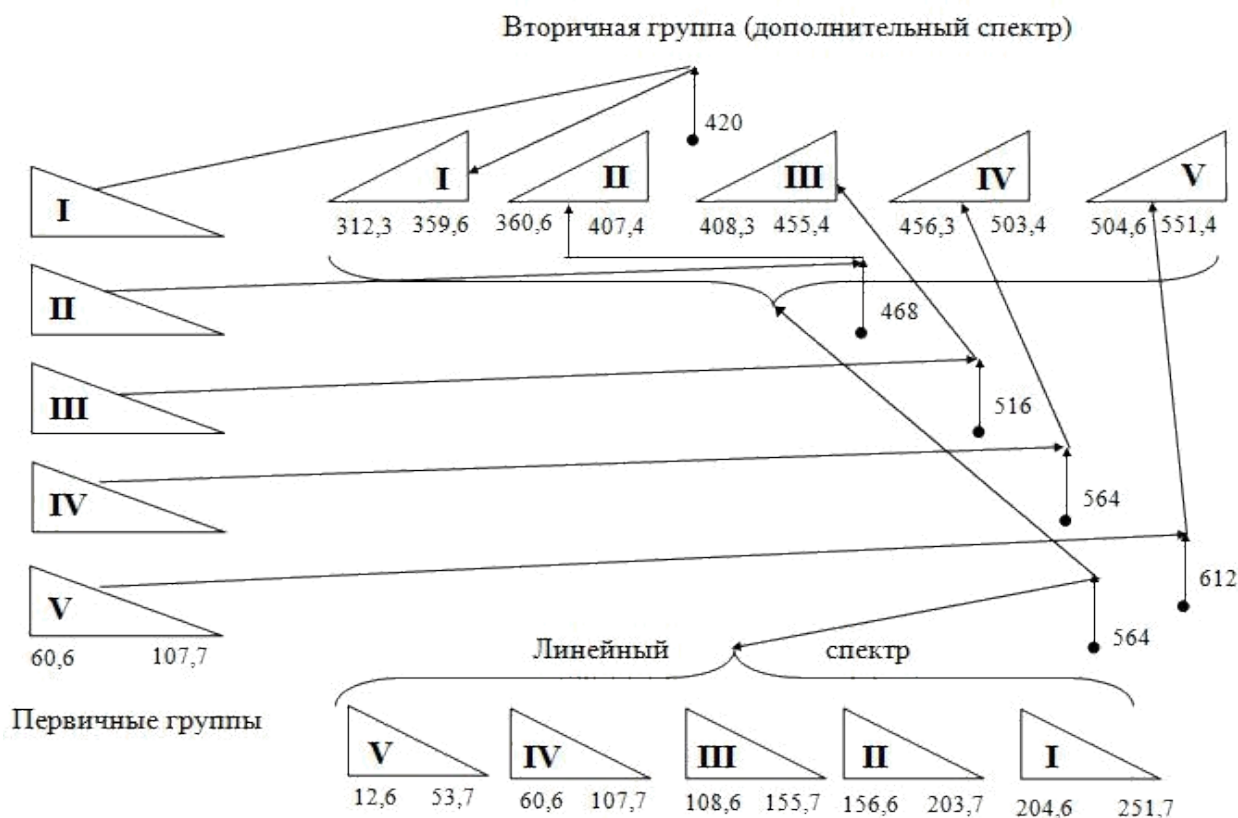 Вторичная группа (дополнительный спектр)
420
I
I
II
III
IV
V
312,3 359,6 360,6 407,4 408,3 455,4 456,3 503,4 504,6 551,4
II
468
III
516
IV
564
V
612
60,6 107,7
564
Линейный спектр
Первичные группы
V
IV
III
II
I
12,6 53,7 60,6 107,7 108,6 155,7 156,6 203,7 204,6 251,7